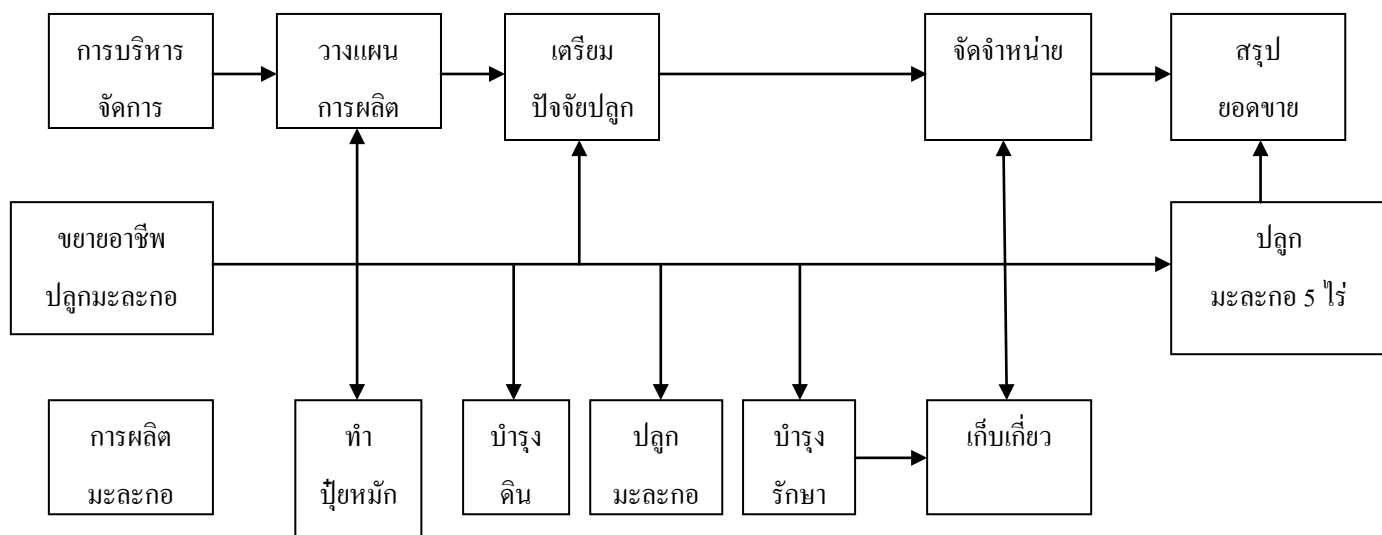 การบริหาร
จัดการ
วางแผน
การผลิต
เตรียม
ปัจจัยปลูก
จัดจำหน่าย
สรุป
ยอดขาย
ขยายอาชีพ
ปลูกมะละกอ
ปลูก
มะละกอ 5 ไร่
การผลิต
มะละกอ
ทำ
ปุ๋ยหมัก
บำรุง
ดิน
ปลูก
มะละกอ
บำรุง
รักษา
เก็บเกี่ยว